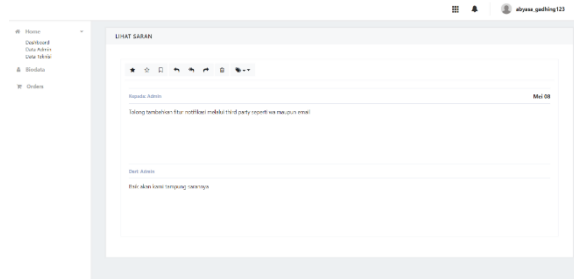 abyasa_gadhing123
Home
Dashboard
Data Admin
Data Teknisi
Biodata
Orders
LIHAT SARAN
Kepada: Admin
Mei 08
Tolong tambahkan fitur notifikasi melalui third party seperti wa maupun email
Dari: Admin
Baik akan kami tampung sarannya